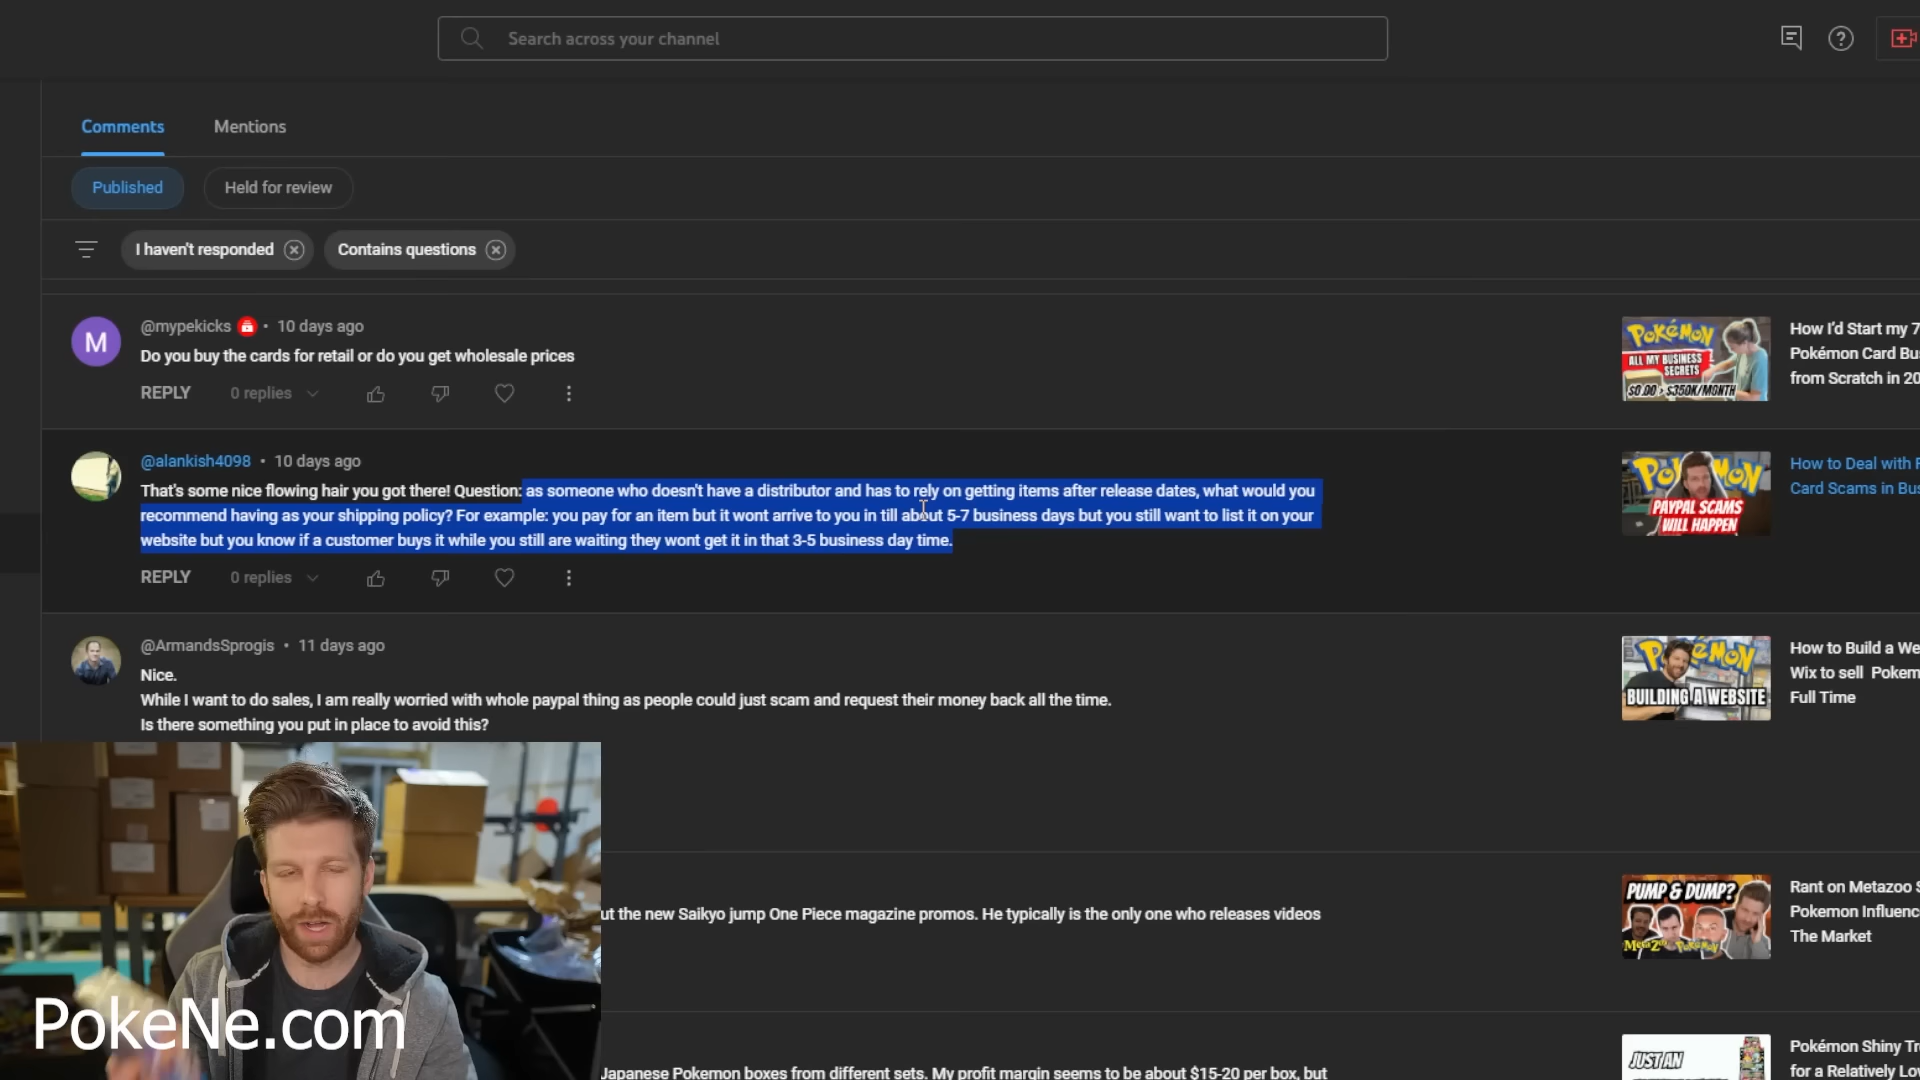 Search across your channel
Comments
Mentions
Published
Held for review
I haven't responded
Contains questions
M
@mypekicks • 10 days ago
Do you buy the cards for retail or do you get wholesale prices
REPLY
0 replies
POKéMON
ALL MY BUSINESS
SECRETS
$0.00 > $350K/MONTH
How I'd Start my 7
Pokémon Card Bus
from Scratch in 20
@alankish4098 • 10 days ago
That's some nice flowing hair you got there! Question: as someone who doesn't have a distributor and has to rely on getting items after release dates, what would you
recommend having as your shipping policy? For example: you pay for an item but it wont arrive to you in till about 5-7 business days but you still want to list it on your
website but you know if a customer buys it while you still are waiting they wont get it in that 3-5 business day time.
REPLY
0 replies
PAYPAL SCAMS
WILL HAPPEN
How to Deal with
Card Scams in Bus
@ArmandsSprogis • 11 days ago
Nice.
While I want to do sales, I am really worried with whole paypal thing as people could just scam and request their money back all the time.
Is there something you put in place to avoid this?
BUILDING A WEBSITE
How to Build a We
Wix to sell Pokem
Full Time
ut the new Saikyo jump One Piece magazine promos. He typically is the only one who releases videos
PUMP & DUMP?
MetaZoo
Pokémon
Rant on Metazoo S
Pokemon Influenc
The Market
Japanese Pokemon boxes from different sets. My profit margin seems to be about $15-20 per box, but
JUST AN
Pokémon Shiny Tr
for a Relatively Lo
PokeNe.com